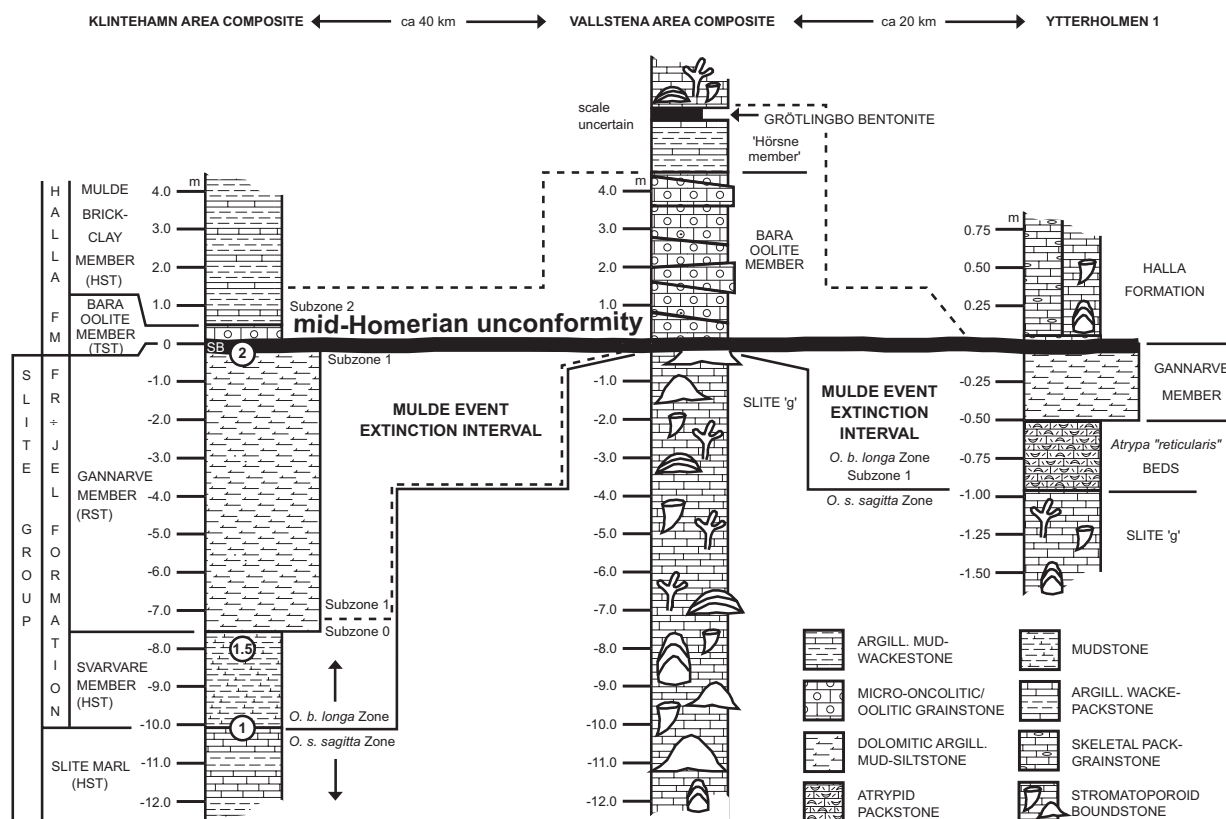 KLINTEHAMN AREA COMPOSITE
ca 40 km
VALLSTENA AREA COMPOSITE
ca 20 km
YTTERHOLMEN 1
scale
uncertain
GRÖTLINGBO BENTONITE
'Hörsne
member'
BARA
OOLITE
MEMBER
HALLA FM
MULDE
BRICK-
CLAY
MEMBER
(HST)
BARA
OOLITE
MEMBER
(TST)
m
4.0
3.0
2.0
1.0
0
-1.0
-2.0
-3.0
-4.0
-5.0
-6.0
-7.0
-8.0
-9.0
-10.0
-11.0
-12.0
SLITE GROUP
FR÷JEL FORMATION
GANNARVE
MEMBER
(RST)
SVARVARE
MEMBER
(HST)
SLITE MARL
(HST)
SB
2
1.5
1
Subzone 2
mid-Homerian unconformity
Subzone 1
MULDE EVENT
EXTINCTION INTERVAL
Subzone 1
Subzone 0
O. b. longa Zone
O. s. sagitta Zone
m
4.0
3.0
2.0
1.0
0
-1.0
-2.0
-3.0
-4.0
-5.0
-6.0
-7.0
-8.0
-9.0
-10.0
-11.0
-12.0
SLITE 'g'
MULDE EVENT
EXTINCTION
INTERVAL
O. b. longa Zone
Subzone 1
O. s. sagitta Zone
m
0.75
0.50
0.25
0
-0.25
-0.50
-0.75
-1.00
-1.25
-1.50
HALLA
FORMATION
GANNARVE
MEMBER
Atrypa "reticularis"
BEDS
SLITE 'g'
ARGILL. MUD-
WACKESTONE
MICRO-ONCOLITIC/
OOLITIC GRAINSTONE
DOLOMITIC ARGILL.
MUD-SILTSTONE
ATRYPID
PACKSTONE
MUDSTONE
ARGILL. WACKE-
PACKSTONE
SKELETAL PACK-
GRAINSTONE
STROMATOPOROID
BOUNDSTONE